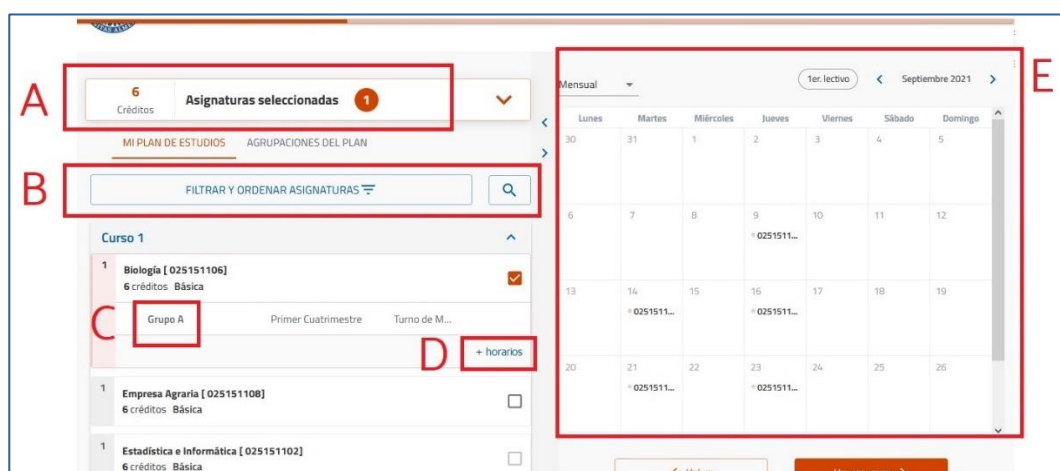 A
6
Créditos
Asignaturas seleccionadas 1
MI PLAN DE ESTUDIOS AGRUPACIONES DEL PLAN
B
FILTRAR Y ORDENAR ASIGNATURAS
Curso 1
1
Biología [ 025151106]
6 créditos Básica
C
Grupo A Primer Cuatrimestre Turno de M...
D
+ horarios
1
Empresa Agraria [ 025151108]
6 créditos Básica
1
Estadística e Informática [ 025151102]
6 créditos Básica
E
Mensual 1er. lectivo < Septiembre 2021 >
Lunes Martes Miércoles Jueves Viernes Sábado Domingo
30 31 1 2 3 4 5
6 7 8 9 10 11 12
0251511...
13 14 15 16 17 18 19
0251511... 0251511...
20 21 22 23 24 25 26
0251511... 0251511...